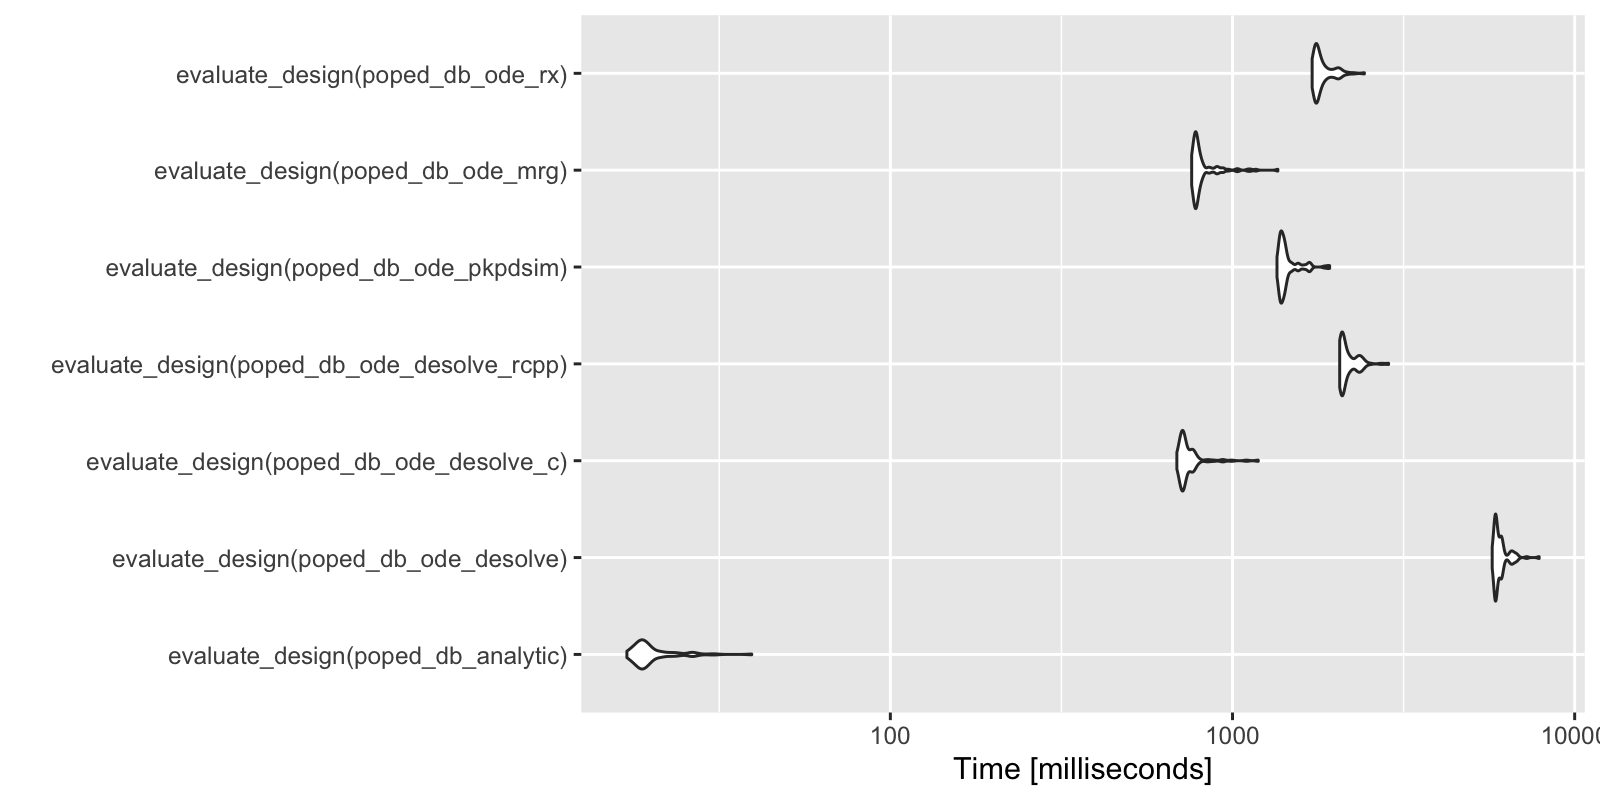 evaluate_design(poped_db_ode_rx)
evaluate_design(poped_db_ode_mrg)
evaluate_design(poped_db_ode_pkpdsim)
evaluate_design(poped_db_ode_desolve_rcpp)
evaluate_design(poped_db_ode_desolve_c)
evaluate_design(poped_db_ode_desolve)
evaluate_design(poped_db_analytic)
100 1000 10000
Time [milliseconds]